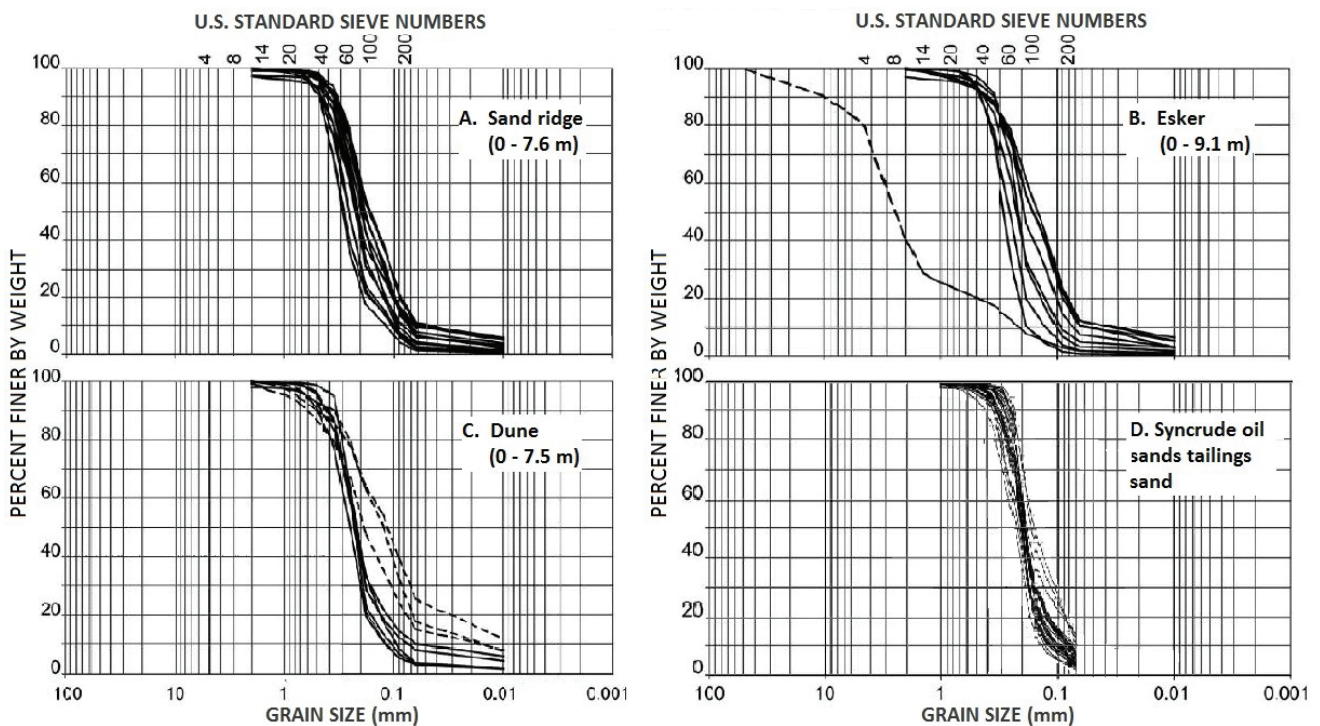 U.S. STANDARD SIEVE NUMBERS
4 8 14 20 40 60 100 200
100
80
60
40
20
0
A. Sand ridge
(0 - 7.6 m)
U.S. STANDARD SIEVE NUMBERS
4 8 14 20 40 60 100 200
100
80
60
40
20
0
B. Esker
(0 - 9.1 m)
PERCENT FINER BY WEIGHT
100
80
60
40
20
0
C. Dune
(0 - 7.5 m)
100 10 1 0.1 0.01 0.001
GRAIN SIZE (mm)
PERCENT FINER BY WEIGHT
100
80
60
40
20
0
D. Syncrude oil
sands tailings
sand
100 10 1 0.1 0.01 0.001
GRAIN SIZE (mm)